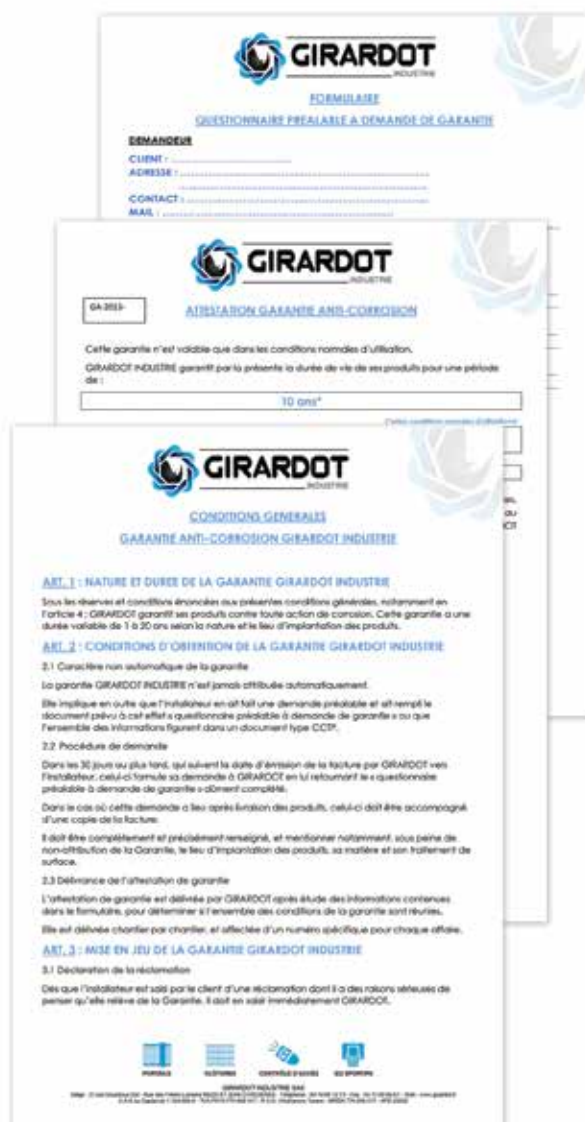 GIRARDOT
INDUSTRIE
FORMULAIRE
QUESTIONNAIRE PREALABLE A DEMANDE DE GARANTIE
DEMANDEUR
CLIENT : ..............................
ADRESSE : ................................................................
................................................................
CONTACT : ..............................................................
MAIL : ............................................................
GIRARDOT
INDUSTRIE
GA-2015-
ATTESTATION GARANTIE ANTI-CORROSION
Cette garantie n'est valable que dans les conditions normales d'utilisation.
GIRARDOT INDUSTRIE garantit par la présente la durée de vie de ses produits pour une période
de :
10 ans*
GIRARDOT
INDUSTRIE
CONDITIONS GENERALES
GARANTIE ANTI-CORROSION GIRARDOT INDUSTRIE
ART. 1 : NATURE ET DUREE DE LA GARANTIE GIRARDOT INDUSTRIE
Sous les réserves et conditions énoncées aux présentes conditions générales, notamment en
l'article 4 ; GIRARDOT garantit ses produits contre toute action de corrosion. Cette garantie a une
durée variable de 1 à 20 ans selon la nature et le lieu d'implantation des produits.
ART. 2 : CONDITIONS D'OBTENTION DE LA GARANTIE GIRARDOT INDUSTRIE
2.1 Caractère non automatique de la garantie
La garantie GIRARDOT INDUSTRIE n'est jamais attribuée automatiquement.
Elle implique en outre que l'installateur en ait fait une demande préalable et ait rempli le
document prévu à cet effet « questionnaire préalable à demande de garantie » ou que
l'ensemble des informations figurent dans un document type CCTP.
2.2 Procédure de demande
Dans les 30 jours au plus tard, qui suivent la date d'émission de la facture par GIRARDOT vers
l'installateur, celui-ci formule sa demande à GIRARDOT en lui retournant le « questionnaire
préalable à demande de garantie » dûment complété.
Dans le cas où cette demande a lieu après livraison des produits, celui-ci doit être accompagné
d'une copie de la facture.
Il doit être complètement et précisément renseigné, et mentionner notamment, sous peine de
non-attribution de la Garantie, le lieu d'implantation des produits, sa matière et son traitement de
surface.
2.3 Délivrance de l'attestation de garantie
L'attestation de garantie est délivrée par GIRARDOT après étude des informations contenues
dans le formulaire, pour déterminer si l'ensemble des conditions de la garantie sont réunies.
Elle est délivrée chantier par chantier, et affectée d'un numéro spécifique pour chaque affaire.
ART. 3 : MISE EN JEU DE LA GARANTIE GIRARDOT INDUSTRIE
3.1 Déclaration de la réclamation
Dès que l'installateur est saisi par le client d'une réclamation dont il a des raisons sérieuses de
penser qu'elle relève de la Garantie, il doit en saisir immédiatement GIRARDOT.
PORTAILS CLÔTURES CONTRÔLE D'ACCÈS EQ SPORTIFS
GIRARDOT INDUSTRIE SAS